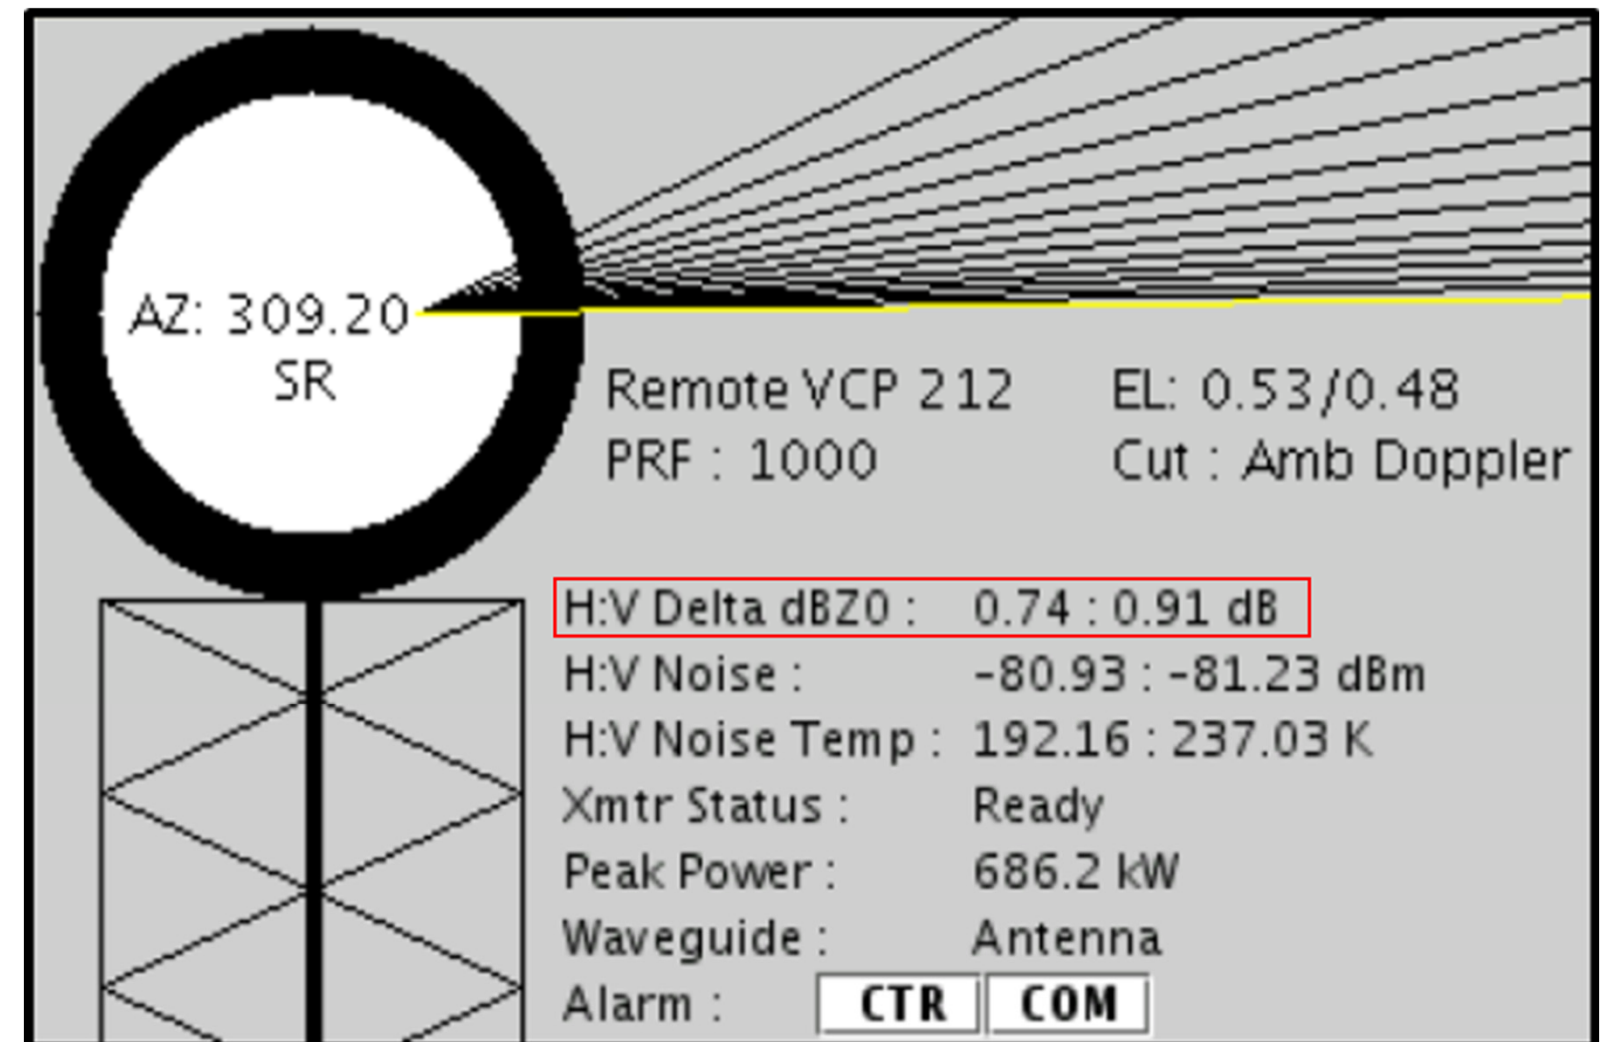 AZ: 309.20
SR
Remote VCP 212 EL: 0.53/0.48
PRF : 1000 Cut : Amb Doppler
H:V Delta dBZ0 : 0.74 : 0.91 dB
H:V Noise : -80.93 : -81.23 dBm
H:V Noise Temp : 192.16 : 237.03 K
Xmtr Status : Ready
Peak Power : 686.2 kW
Waveguide : Antenna
Alarm : CTR COM